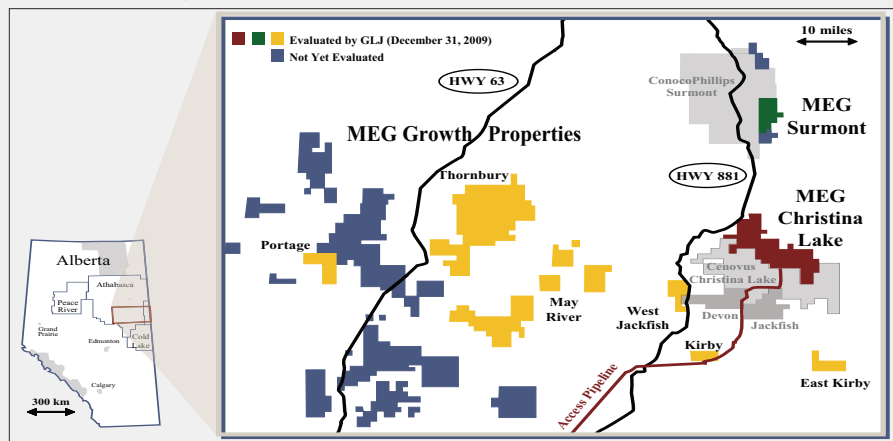 Evaluated by GLJ (December 31, 2009)
Not Yet Evaluated
10 miles
HWY 63
ConocoPhillips
Surmont
MEG
Surmont
MEG Growth Properties
HWY 881
Thornbury
MEG
Christina
Lake
Portage
Cenovus
Christina Lake
May
River
West
Jackfish
Devon
Jackfish
Kirby
East Kirby
Access Pipeline
Alberta
Athabasca
Peace
River
Grand
Prairie
Edmonton
Cold
Lake
Calgary
300 km